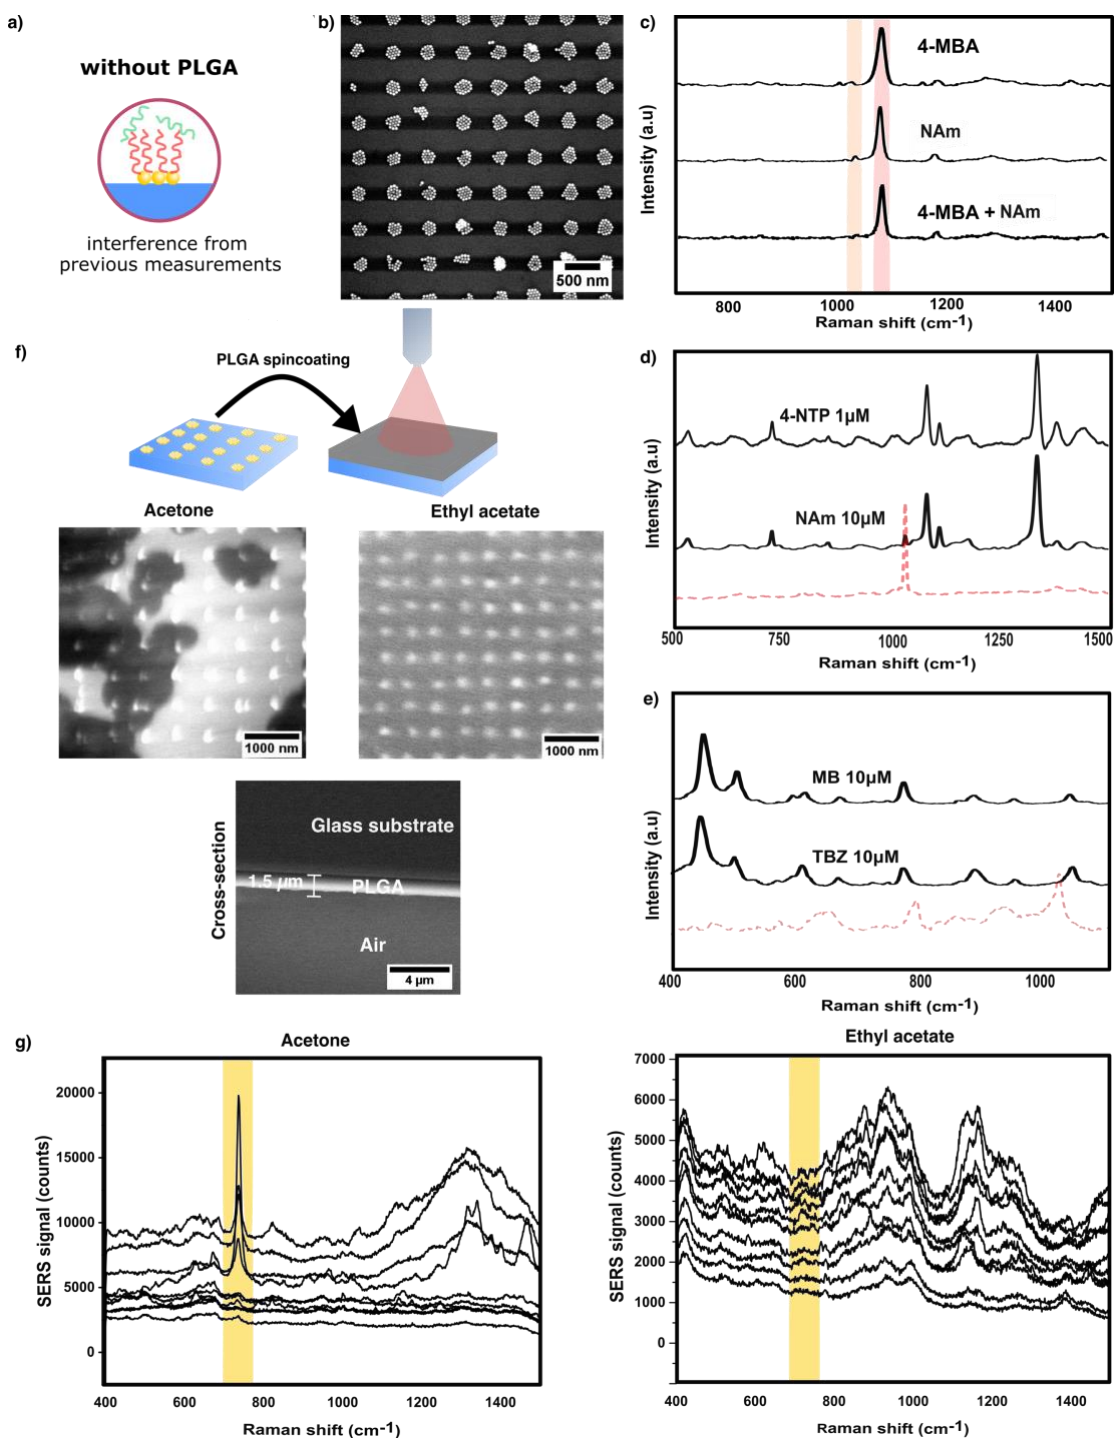 a)
without PLGA
interference from
previous measurements
b)
500 nm
c)
4-MBA
NAm
4-MBA + NAm
Intensity (a.u)
800
1000
1200
1400
Raman shift (cm-1)
f)
PLGA spincoating
Acetone
1000 nm
Ethyl acetate
1000 nm
Cross-section
Glass substrate
1.5 µm
PLGA
Air
4 µm
d)
4-NTP 1µM
NAm 10µM
Intensity (a.u
500
750
1000
1250
1500
Raman shift (cm-1)
e)
MB 10µM
TBZ 10µM
Intensity (a.u)
400
600
800
1000
Raman shift (cm-1)
g)
Acetone
SERS signal (counts)
20000
15000
10000
5000
0
400
600
800
1000
1200
1400
Raman shift (cm-1)
Ethyl acetate
SERS signal (counts)
7000
6000
5000
4000
3000
2000
1000
0
400
600
800
1000
1200
1400
Raman shift (cm-1)